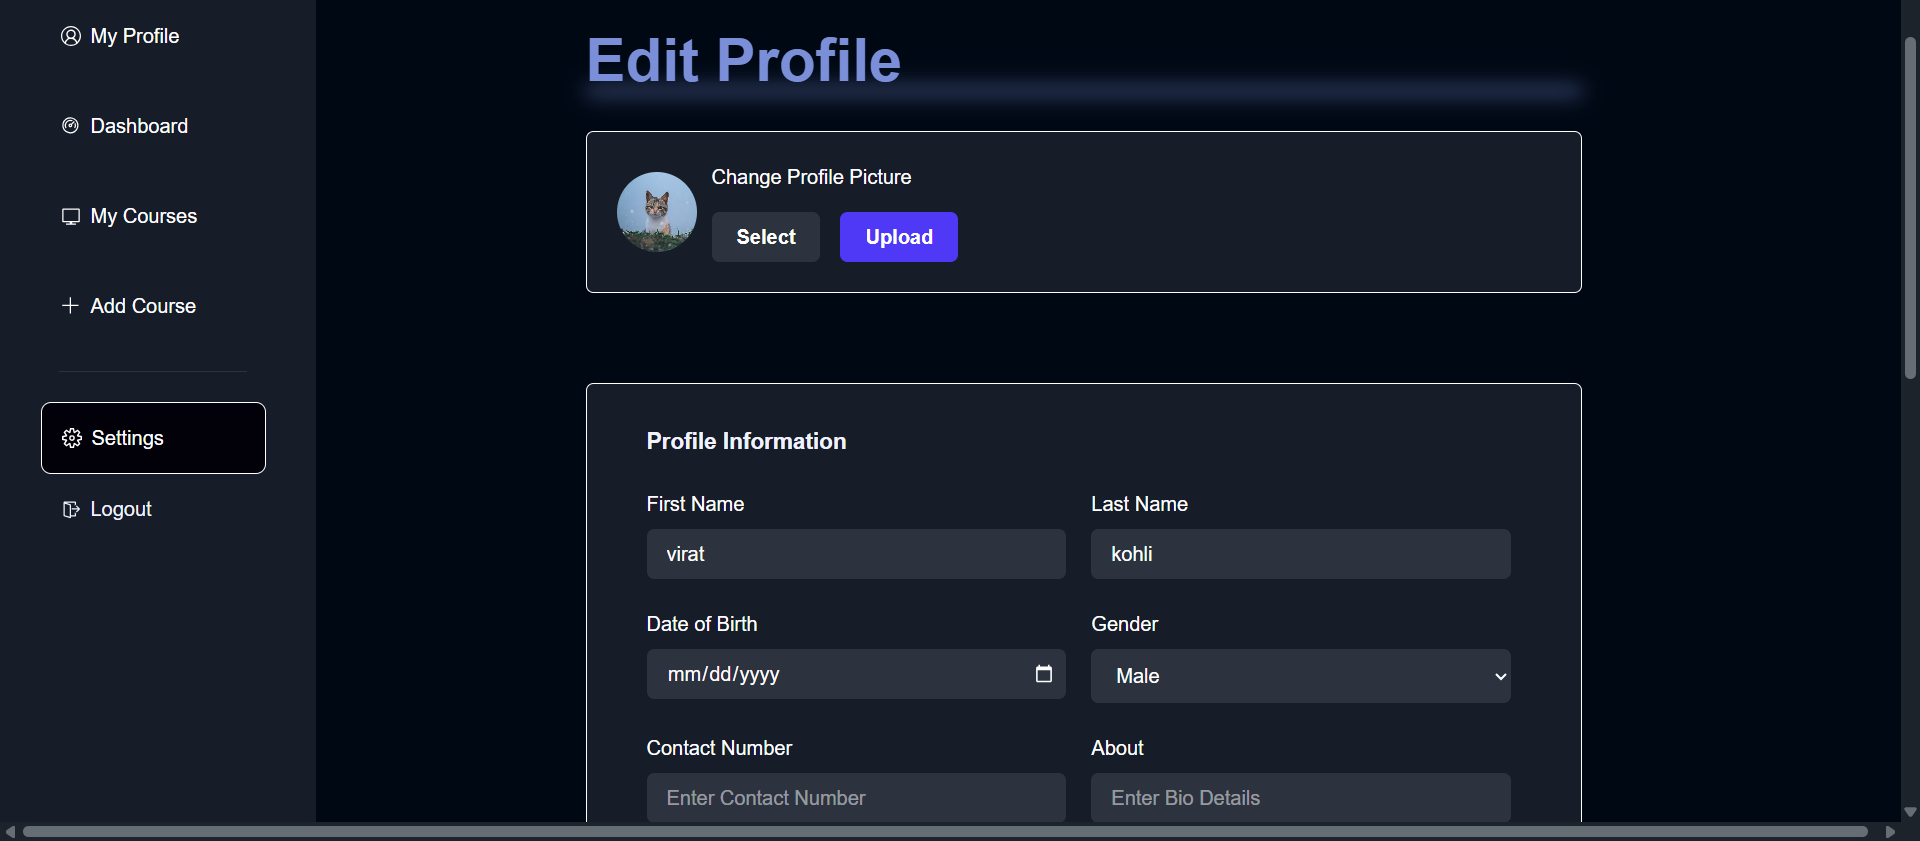 My Profile
Dashboard
My Courses
Add Course
Settings
Logout
Edit Profile
Change Profile Picture
Select
Upload
Profile Information
First Name
Last Name
virat
kohli
Date of Birth
Gender
mm/dd/yyyy
Male
Contact Number
About
Enter Contact Number
Enter Bio Details